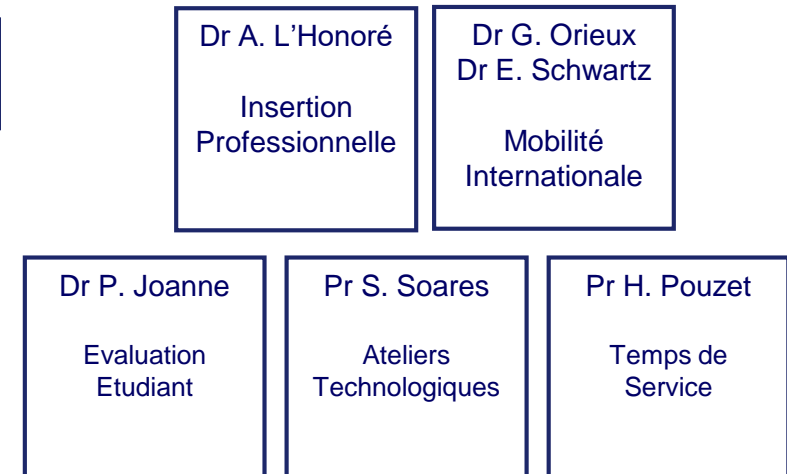 Dr A. L’Honoré
Insertion
Professionnelle
Dr G. Orieux
Dr E. Schwartz
Mobilité
Internationale
Dr P. Joanne
Evaluation
Etudiant
Pr S. Soares
Ateliers
Technologiques
Pr H. Pouzet
Temps de
Service